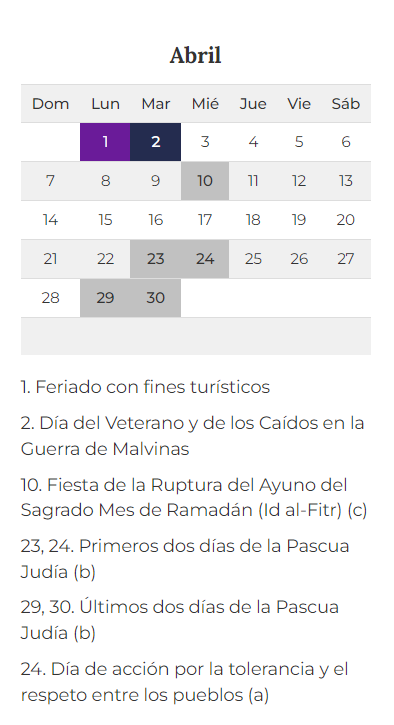 Abril
Dom Lun Mar Mié Jue Vie Sáb
1 2 3 4 5 6
7 8 9 10 11 12 13
14 15 16 17 18 19 20
21 22 23 24 25 26 27
28 29 30
1. Feriado con fines turísticos
2. Día del Veterano y de los Caídos en la
Guerra de Malvinas
10. Fiesta de la Ruptura del Ayuno del
Sagrado Mes de Ramadán (Id al-Fitr) (c)
23, 24. Primeros dos días de la Pascua
Judía (b)
29, 30. Últimos dos días de la Pascua
Judía (b)
24. Día de acción por la tolerancia y el
respeto entre los pueblos (a)